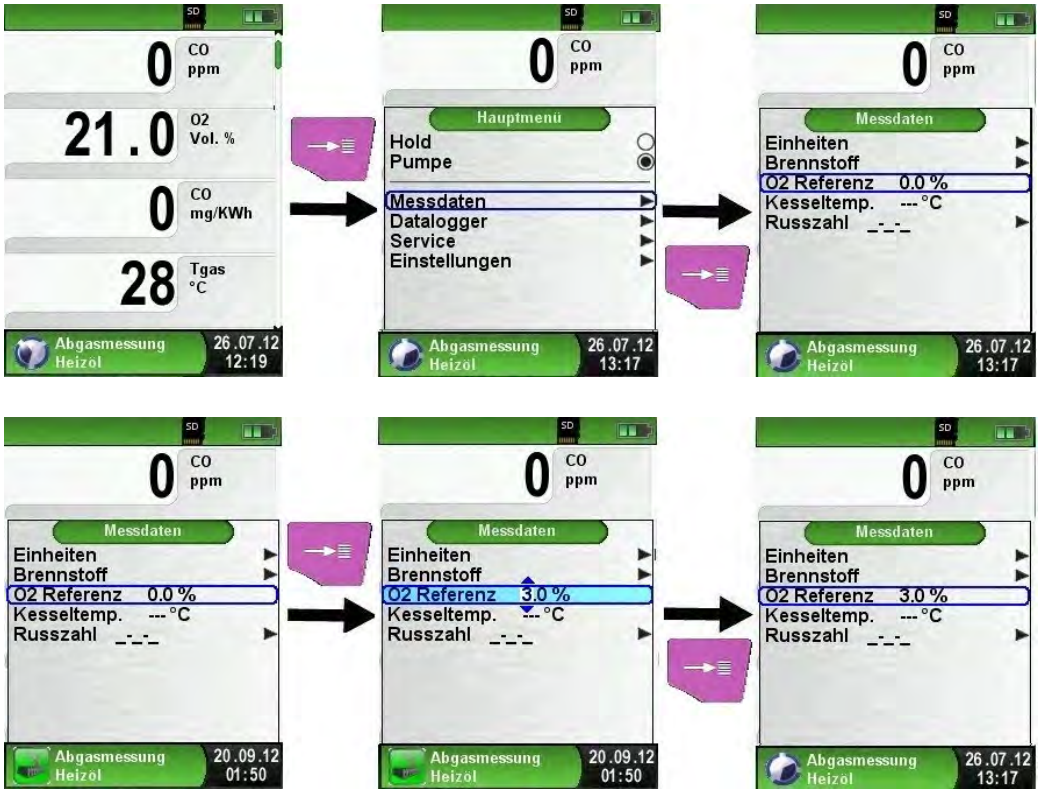 SD
0 CO
ppm
21.0 O2
Vol. %
0 CO
mg/KWh
28 Tgas
°C
Abgasmessung 26.07.12
Heizöl 12:19
SD
0 CO
ppm
Hauptmenü
Hold
Pumpe
Messdaten
Datalogger
Service
Einstellungen
Abgasmessung 26.07.12
Heizöl 13:17
SD
0 CO
ppm
Messdaten
Einheiten
Brennstoff
O2 Referenz 0.0 %
Kesseltemp. --- °C
Russzahl _-_-_
Abgasmessung 26.07.12
Heizöl 13:17
SD
0 CO
ppm
Messdaten
Einheiten
Brennstoff
O2 Referenz 0.0 %
Kesseltemp. --- °C
Russzahl _-_-_
Abgasmessung 20.09.12
Heizöl 01:50
SD
0 CO
ppm
Messdaten
Einheiten
Brennstoff
O2 Referenz 3.0 %
Kesseltemp. --- °C
Russzahl _-_-_
Abgasmessung 20.09.12
Heizöl 01:50
SD
0 CO
ppm
Messdaten
Einheiten
Brennstoff
O2 Referenz 3.0 %
Kesseltemp. --- °C
Russzahl _-_-_
Abgasmessung 26.07.12
Heizöl 13:17